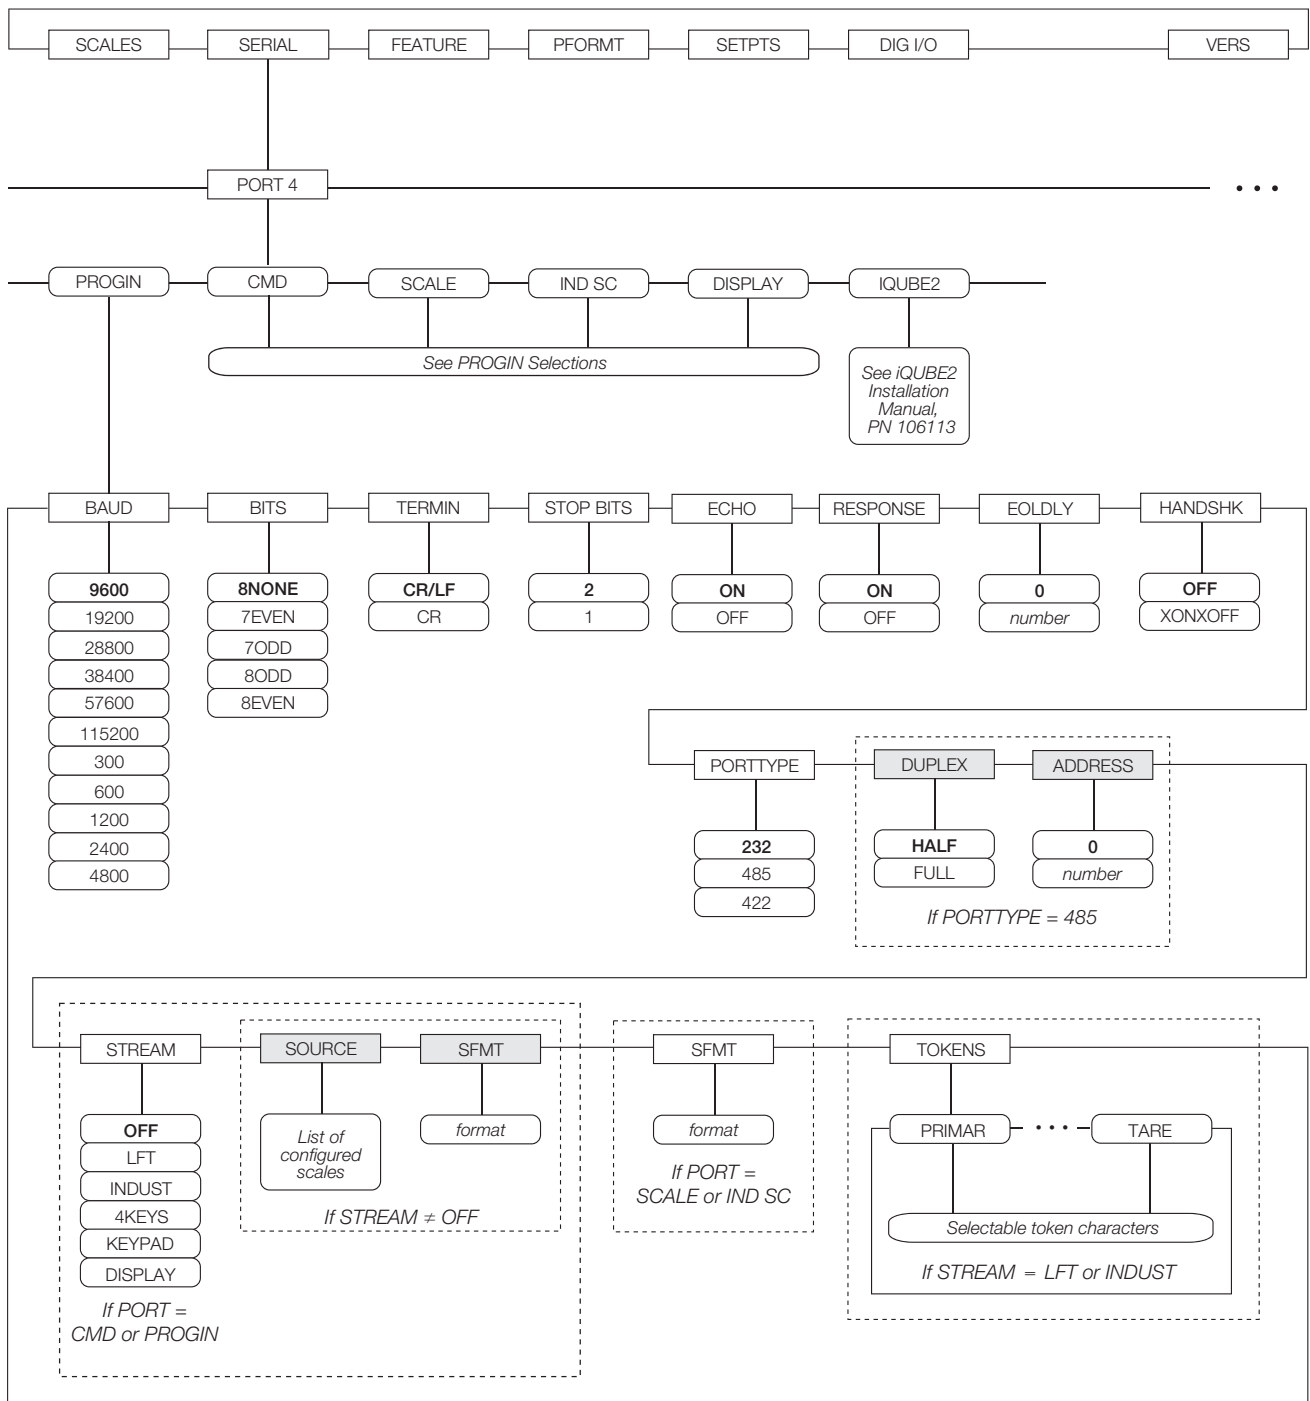 SCALES SERIAL FEATURE PFORMT SETPTS DIG I/O VERS
PORT 4
• • •
PROGIN CMD SCALE IND SC DISPLAY IQUBE2
See PROGIN Selections
See iQUBE2
Installation
Manual,
PN 106113
BAUD BITS TERMIN STOP BITS ECHO RESPONSE EOLDLY HANDSHK
9600 8NONE CR/LF 2 ON ON 0 OFF
19200 7EVEN CR 1 OFF OFF number XONXOFF
28800 7ODD
38400 8ODD
57600 8EVEN
115200
300
600
1200
2400
4800
PORTTYPE DUPLEX ADDRESS
232 HALF 0
485 FULL number
422
If PORTTYPE = 485
STREAM SOURCE SFMT SFMT TOKENS
OFF
LFT
INDUST
4KEYS
KEYPAD
DISPLAY
If PORT =
CMD or PROGIN
List of
configured
scales
format
If STREAM ≠ OFF
format
If PORT =
SCALE or IND SC
PRIMAR • • • TARE
Selectable token characters
If STREAM = LFT or INDUST